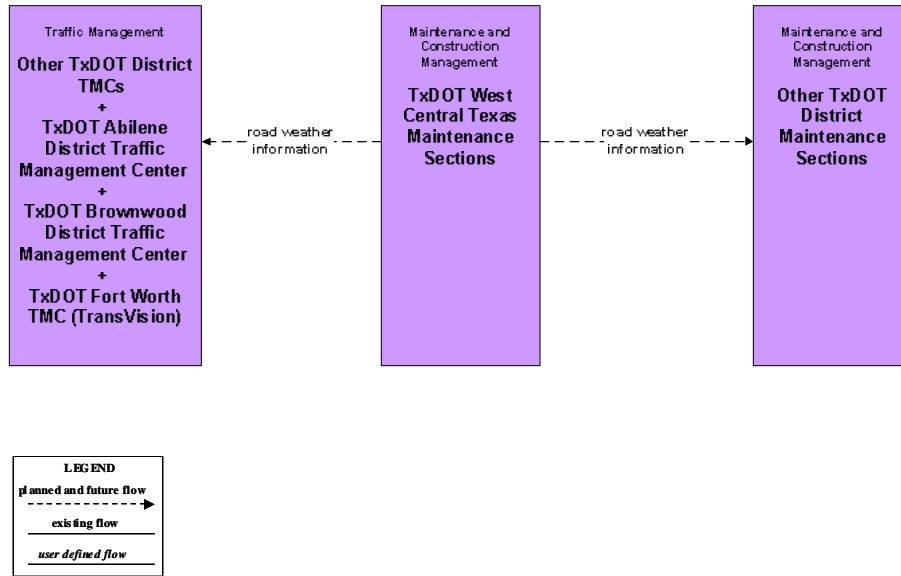 Traffic Management
Other TxDOT District
TMCs
+
TxDOT Abilene
District Traffic
Management Center
+
TxDOT Brownwood
District Traffic
Management Center
+
TxDOT Fort Worth
TMC (TransVision)
road weather
information
Maintenance and
Construction
Management
TxDOT West
Central Texas
Maintenance
Sections
road weather
information
Maintenance and
Construction
Management
Other TxDOT
District
Maintenance
Sections
LEGEND
planned and future flow
existing flow
user defined flow